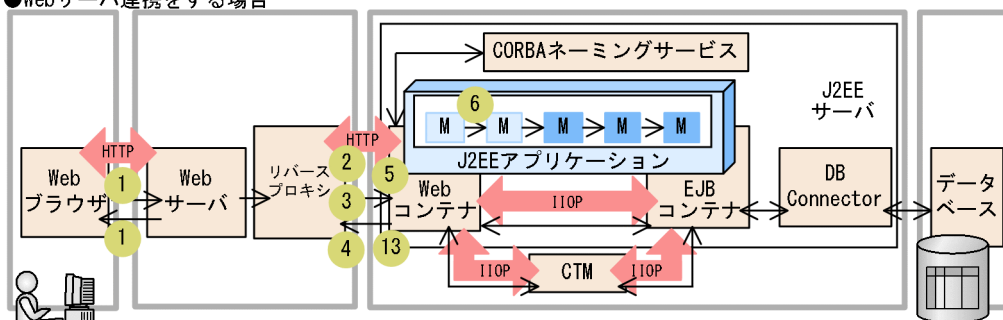 ●Webサーバ連携をする場合
CORBAネーミングサービス
J2EE
サーバ
6
M M M M M
J2EEアプリケーション
HTTP
HTTP
1
2
5
Web
ブラウザ
Web
サーバ
リバース
プロキシ
3
Web
コンテナ
IIOP
EJB
コンテナ
DB
Connector
データ
ベース
1
4
13
IIOP
CTM
IIOP